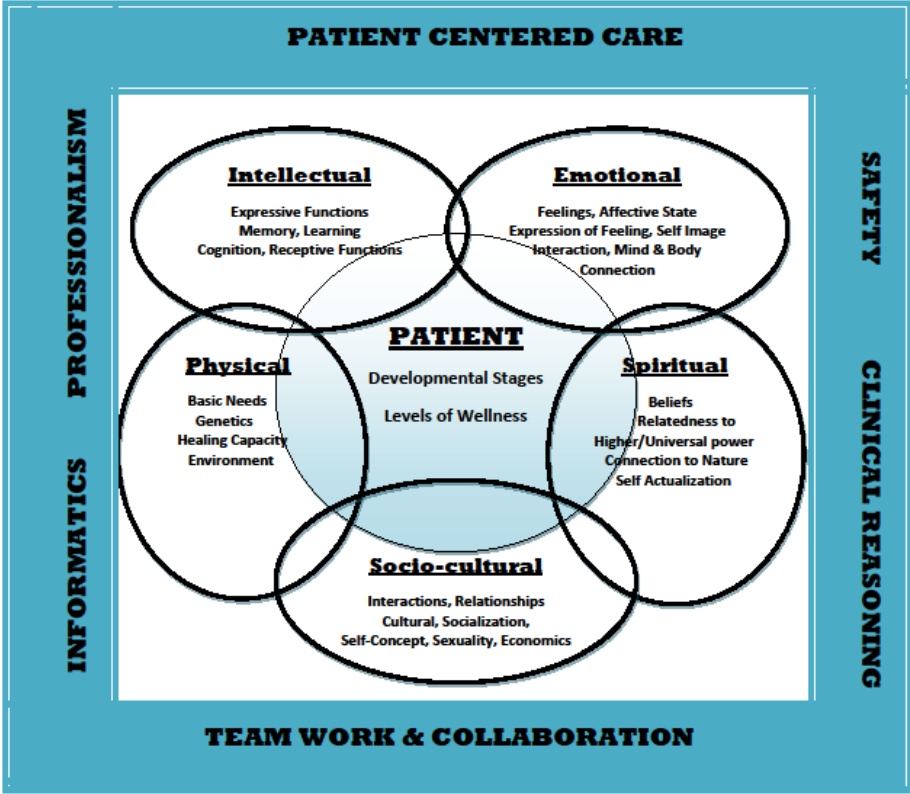 PATIENT CENTERED CARE
PROFESSIONALISM
INFORMATICS
Intellectual
Expressive Functions
Memory, Learning
Cognition, Receptive Functions
Emotional
Feelings, Affective State
Expression of Feeling, Self Image
Interaction, Mind & Body
Connection
PATIENT
Developmental Stages
Levels of Wellness
Physical
Basic Needs
Genetics
Healing Capacity
Environment
Spiritual
Beliefs
Relatedness to
Higher/Universal power
Connection to Nature
Self Actualization
Socio-cultural
Interactions, Relationships
Cultural, Socialization,
Self-Concept, Sexuality, Economics
SAFETY
CLINICAL REASONING
TEAM WORK & COLLABORATION